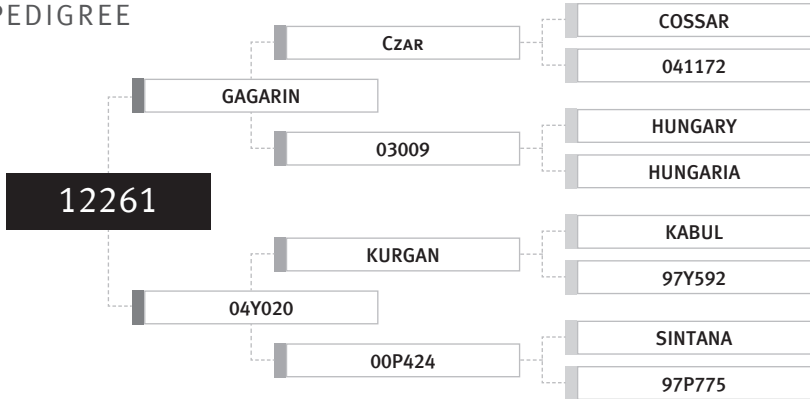 PEDIGREE
COSSAR
CZAR
041172
GAGARIN
HUNGARY
03009
HUNGARIA
12261
KABUL
KURGAN
97Y592
04Y020
SINTANA
00P424
97P775